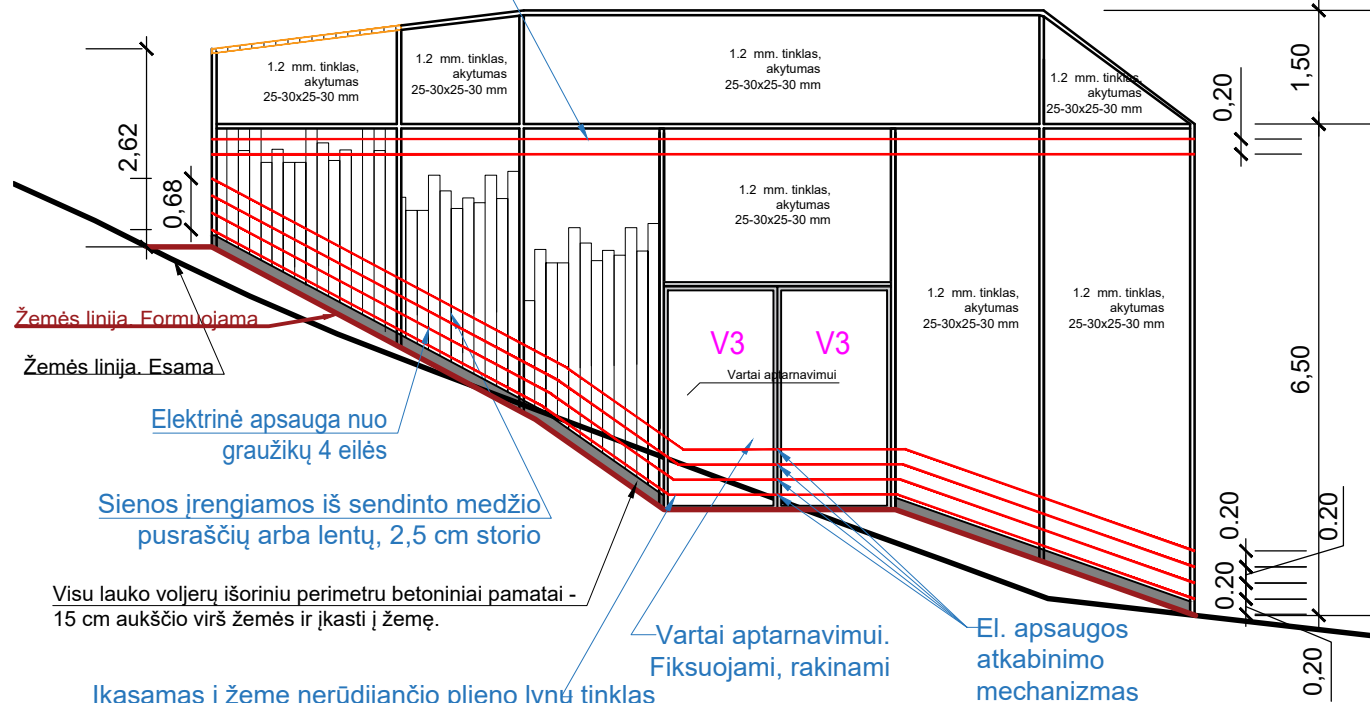 1.2 mm. tinklas,
akytumas
25-30x25-30 mm
1.2 mm. tinklas,
akytumas
25-30x25-30 mm
1.2 mm. tinklas,
akytumas
25-30x25-30 mm
1.2 mm. tinklas,
akytumas
25-30x25-30 mm
1,50
0,20
2,62
0,68
1.2 mm. tinklas,
akytumas
25-30x25-30 mm
1.2 mm. tinklas,
akytumas
25-30x25-30 mm
1.2 mm. tinklas,
akytumas
25-30x25-30 mm
6,50
Žemės linija. Formuojama
Žemės linija. Esama
V3
V3
Vartai aptarnavimui
Elektrinė apsauga nuo
graužikų 4 eilės
Sienos įrengiamos iš sendinto medžio
pusraščių arba lentų, 2,5 cm storio
Visu lauko voljerų išoriniu perimetru betoniniai pamatai -
15 cm aukščio virš žemės ir įkasti į žemę.
Vartai aptarnavimui.
Fiksuojami, rakinami
El. apsaugos
atkabinimo
mechanizmas
0.20
0.20
0.20
0,20
Įkasamas į žemę nerūdijančio plieno lynų tinklas